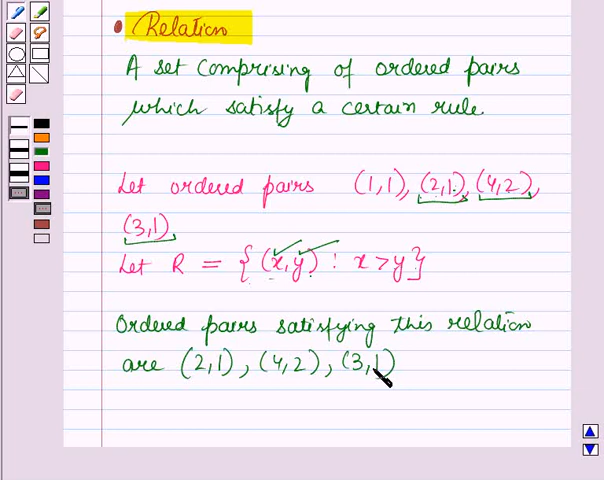 Relation
A set comprising of ordered pairs
which satisfy a certain rule.
Let ordered pairs (1,1), (2,1), (4,2),
(3,1)
Let R = {(x,y) : x>y}
Ordered pairs satisfying this relation
are (2,1), (4,2), (3,1)